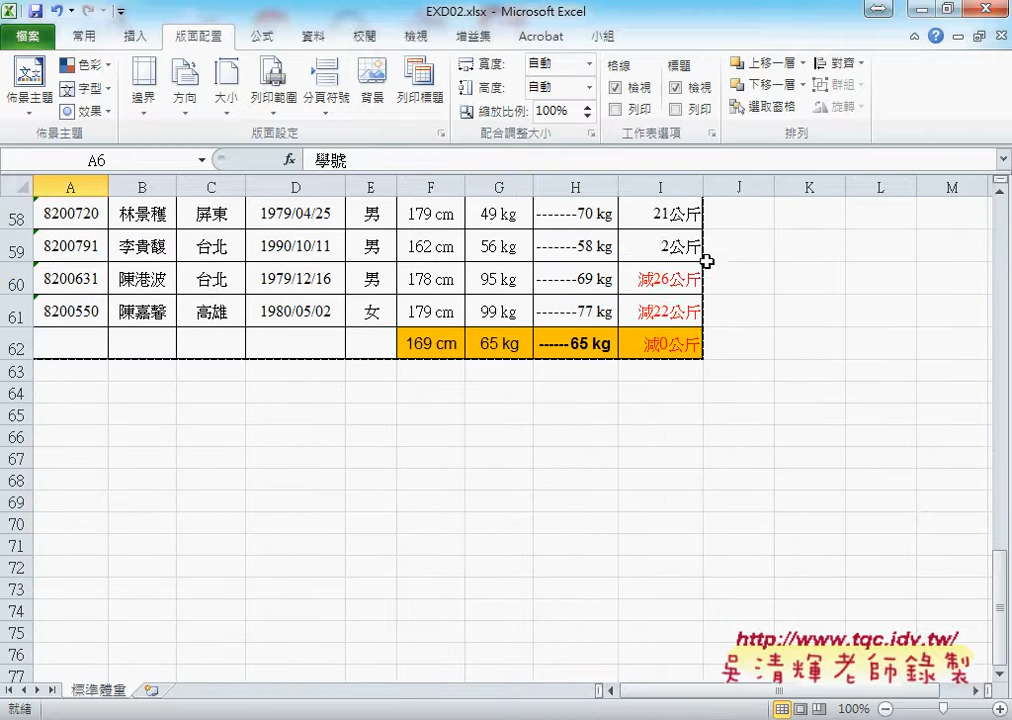 EXD02.xlsx - Microsoft Excel
檔案 常用 插入 版面配置 公式 資料 校閱 檢視 增益集 Acrobat 小組
佈景主題 色彩 字型 效果 邊界 方向 大小 列印範圍 分頁符號 背景 列印標題 寬度: 自動 高度: 自動 縮放比例: 100% 格線 檢視 列印 標題 檢視 列印 上移一層 下移一層 選取窗格 對齊 群組 旋轉
佈景主題 版面設定 配合調整大小 工作表選項 排列
A6 fx 學號
A B C D E F G H I J K L M
58 8200720 林景穫 屏東 1979/04/25 男 179 cm 49 kg -------70 kg 21公斤
59 8200791 李貴馥 台北 1990/10/11 男 162 cm 56 kg -------58 kg 2公斤
60 8200631 陳港波 台北 1979/12/16 男 178 cm 95 kg -------69 kg 減26公斤
61 8200550 陳嘉馨 高雄 1980/05/02 女 179 cm 99 kg -------77 kg 減22公斤
62 169 cm 65 kg ------65 kg 減0公斤
63
64
65
66
67
68
69
70
71
72
73
74
75
76
77
http://www.tqc.idv.tw/
吳清輝老師錄製
標準體重
就緒 100%